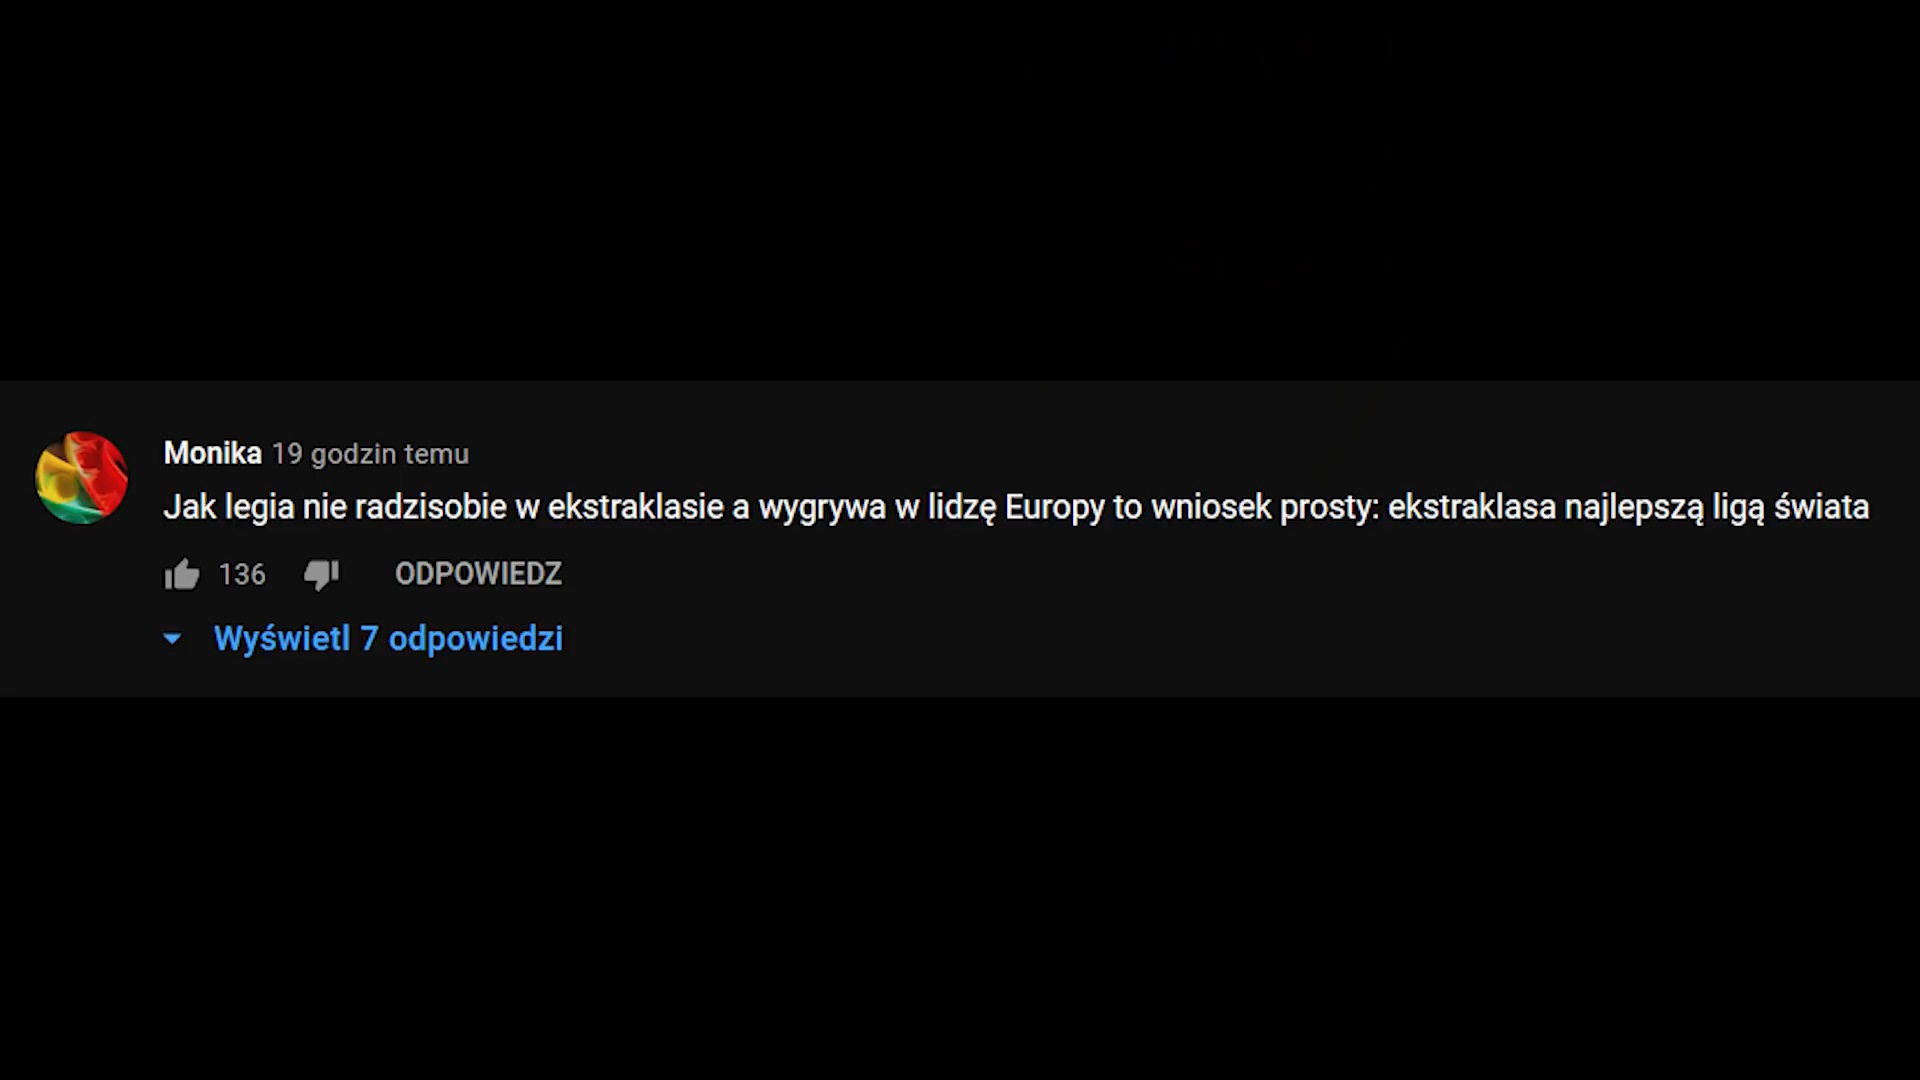 Monika 19 godzin temu
Jak legia nie radzisobie w ekstraklasie a wygrywa w lidzę Europy to wniosek prosty: ekstraklasa najlepszą ligą świata
136 ODPOWIEDZ
Wyświetl 7 odpowiedzi